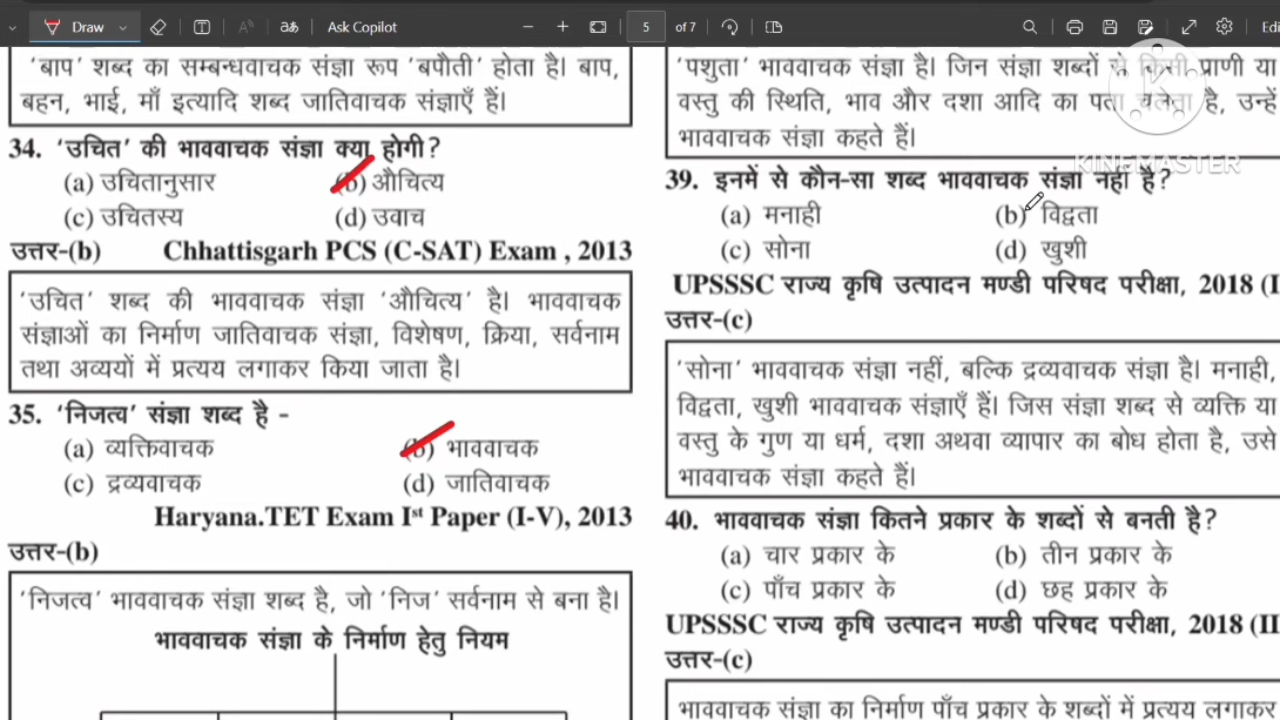 Draw
Ask Copilot
5 of 7
Edi
'बाप' शब्द का सम्बन्धवाचक संज्ञा रूप 'बपौती' होता है। बाप,
बहन, भाई, माँ इत्यादि शब्द जातिवाचक संज्ञाएँ हैं।
34. 'उचित' की भाववाचक संज्ञा क्या होगी?
(a) उचितानुसार (b) औचित्य
(c) उचितस्य (d) उवाच
उत्तर-(b) Chhattisgarh PCS (C-SAT) Exam , 2013
'उचित' शब्द की भाववाचक संज्ञा 'औचित्य' है। भाववाचक
संज्ञाओं का निर्माण जातिवाचक संज्ञा, विशेषण, क्रिया, सर्वनाम
तथा अव्ययों में प्रत्यय लगाकर किया जाता है।
35. 'निजत्व' संज्ञा शब्द है -
(a) व्यक्तिवाचक (b) भाववाचक
(c) द्रव्यवाचक (d) जातिवाचक
Haryana.TET Exam Ist Paper (I-V), 2013
उत्तर-(b)
'निजत्व' भाववाचक संज्ञा शब्द है, जो 'निज' सर्वनाम से बना है।
भाववाचक संज्ञा के निर्माण हेतु नियम
'पशुता' भाववाचक संज्ञा है। जिन संज्ञा शब्दों से किसी प्राणी या
वस्तु की स्थिति, भाव और दशा आदि का पता चलता है, उन्हें
भाववाचक संज्ञा कहते हैं।
KINEMASTER
39. इनमें से कौन-सा शब्द भाववाचक संज्ञा नहीं है?
(a) मनाही (b) विद्वता
(c) सोना (d) खुशी
UPSSSC राज्य कृषि उत्पादन मण्डी परिषद परीक्षा, 2018 (I
उत्तर-(c)
'सोना' भाववाचक संज्ञा नहीं, बल्कि द्रव्यवाचक संज्ञा है। मनाही,
विद्वता, खुशी भाववाचक संज्ञाएँ हैं। जिस संज्ञा शब्द से व्यक्ति या
वस्तु के गुण या धर्म, दशा अथवा व्यापार का बोध होता है, उसे
भाववाचक संज्ञा कहते हैं।
40. भाववाचक संज्ञा कितने प्रकार के शब्दों से बनती है?
(a) चार प्रकार के (b) तीन प्रकार के
(c) पाँच प्रकार के (d) छह प्रकार के
UPSSSC राज्य कृषि उत्पादन मण्डी परिषद परीक्षा, 2018 (II
उत्तर-(c)
भाववाचक संज्ञा का निर्माण पाँच प्रकार के शब्दों में प्रत्यय लगाकर